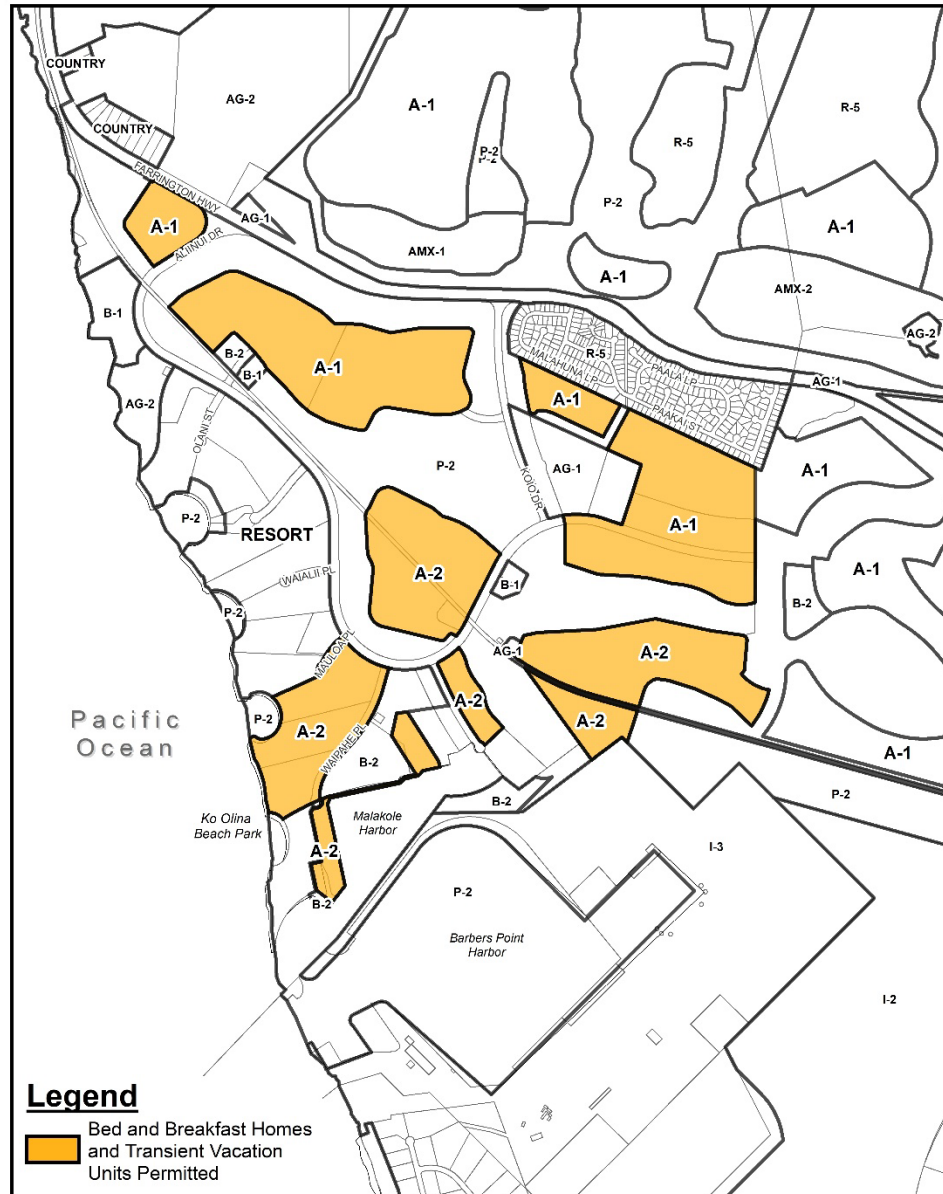 COUNTRY
AG-2
A-1
R-5
R-5
COUNTRY
P-2
P-2
FARRINGTON HWY
P-2
A-1
AG-1
A-1
ALIINUI DR
AMX-1
A-1
AMX-2
B-1
AG-2
B-2
R-5
PAALA LP
B-1
A-1
MALAHUNA LP
AG-1
AG-2
A-1
PAAKAI ST
OLANI ST
P-2
AG-1
A-1
KOIO DR
P-2
RESORT
A-1
A-2
A-1
WAIALII PL
B-1
B-2
P-2
AG-1
A-2
MAULOA PL
A-2
P-2
A-2
A-2
Pacific
Ocean
WAIPAHE PL
A-1
B-2
P-2
B-2
Ko Olina
Beach Park
Malakole
Harbor
I-3
A-2
P-2
B-2
Barbers Point
Harbor
I-2
Legend
Bed and Breakfast Homes
and Transient Vacation
Units Permitted